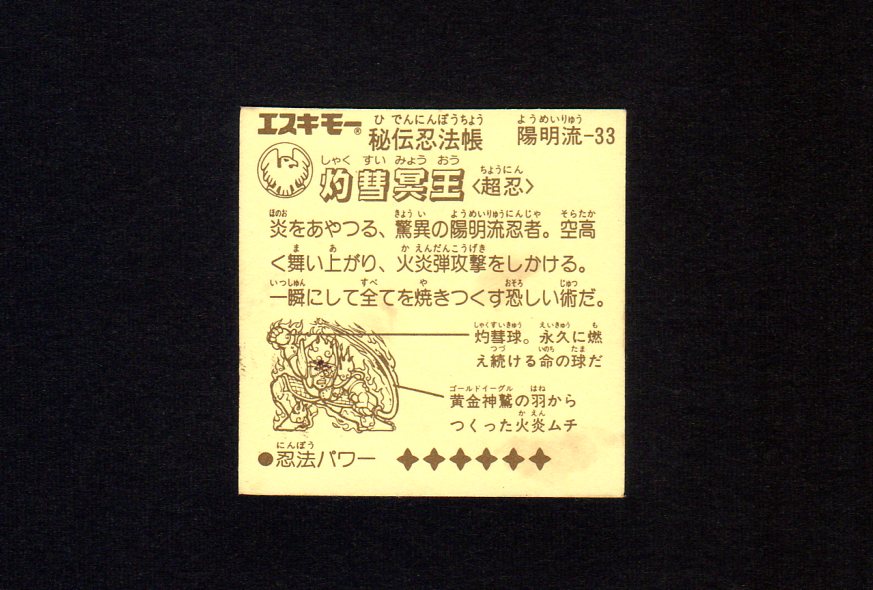 エスキモー®
ひでんにんぽうちょう ようめいりゅう
秘伝忍法帳 陽明流-33
しゃく すい みょう おう ちょうにん
灼彗冥王〈超忍〉
ほのお きょうい ようめいりゅうにんじゃ そらたか
炎をあやつる、驚異の陽明流忍者。空高
ま あ かえんだんこうげき
く舞い上がり、火炎弾攻撃をしかける。
いっしゅん すべ や おそろ じゅつ
一瞬にして全てを焼きつくす恐しい術だ。
しゃくすいきゅう えいきゅう も
灼彗球。永久に燃
つづ いのち たま
え続ける命の球だ
ゴールドイーグル はね
黄金神鷲の羽から
かえん
つくった火炎ムチ
にんぽう
●忍法パワー ✦✦✦✦✦✦